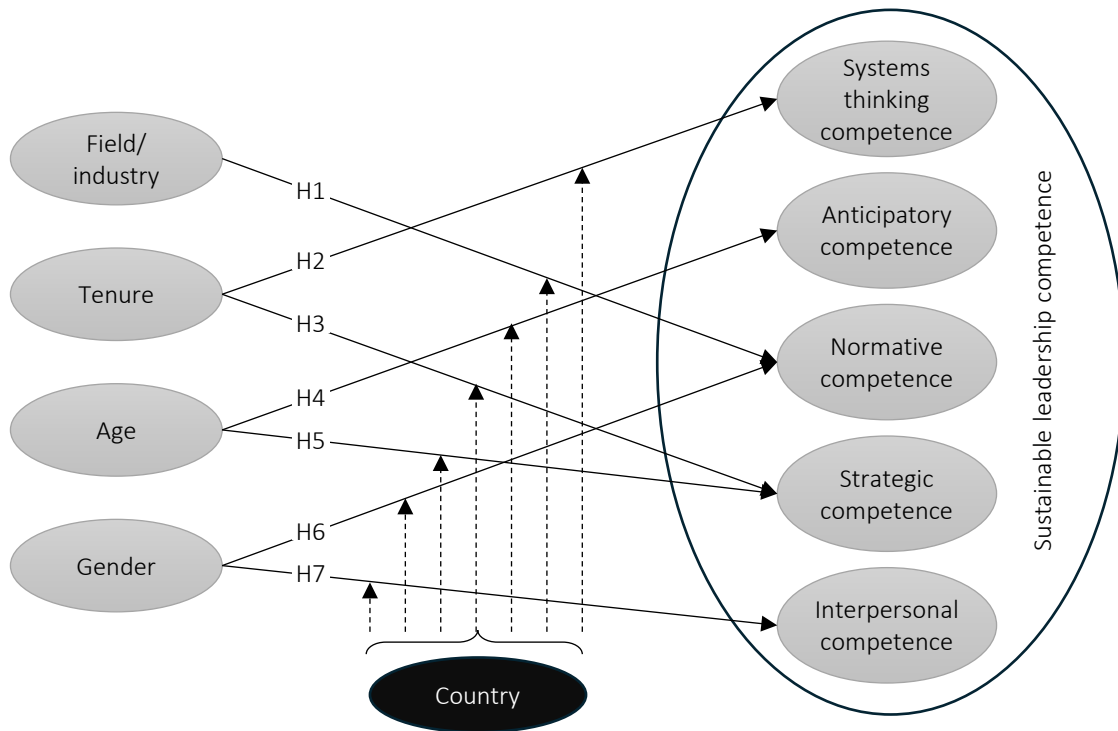 Field/
industry
Tenure
Age
Gender
H1
H2
H3
H4
H5
H6
H7
Country
Systems
thinking
competence
Anticipatory
competence
Normative
competence
Strategic
competence
Interpersonal
competence
Sustainable leadership competence